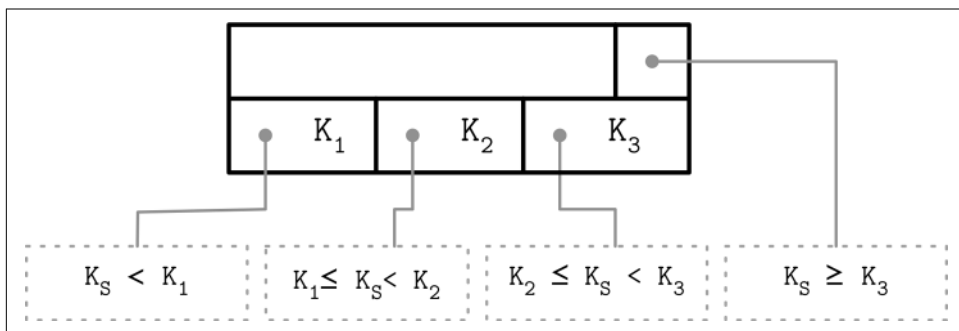 K₁
K₂
K₃
Kₛ < K₁
K₁≤ Kₛ< K₂
K₂ ≤ Kₛ < K₃
Kₛ ≥ K₃